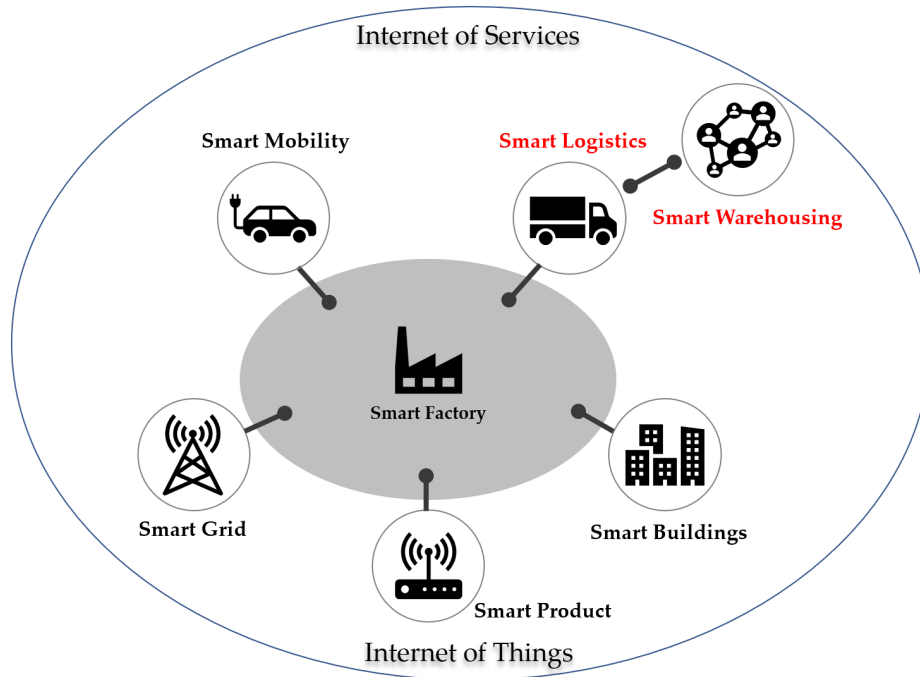 Internet of Services
Smart Mobility
Smart Logistics
Smart Warehousing
Smart Factory
Smart Grid
Smart Buildings
Smart Product
Internet of Things